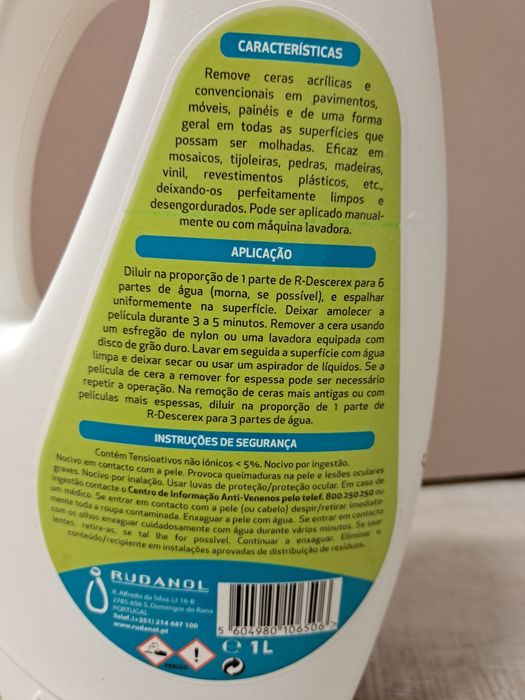 CARACTERÍSTICAS
Remove ceras acrílicas e
convencionais em pavimentos,
móveis, painéis e de uma forma
geral em todas as superfícies que
possam ser molhadas. Eficaz em
mosaicos, tijoleiras, pedras, madeiras,
vinil, revestimentos plásticos, etc.,
deixando-os perfeitamente limpos e
desengordurados. Pode ser aplicado manual-
mente ou com máquina lavadora.
APLICAÇÃO
Diluir na proporção de 1 parte de R-Descerex para 6
partes de água (morna, se possível), e espalhar
uniformemente na superfície. Deixar amolecer a
película durante 3 a 5 minutos. Remover a cera usando
um esfregão de nylon ou uma lavadora equipada com
disco de grão duro. Lavar em seguida a superfície com água
limpa e deixar secar ou usar um aspirador de líquidos. Se a
película de cera a remover for espessa pode ser necessário
repetir a operação. Na remoção de ceras mais antigas ou com
películas mais espessas, diluir na proporção de 1 parte de
R-Descerex para 3 partes de água.
INSTRUÇÕES DE SEGURANÇA
Contém Tensioativos não iónicos < 5%. Nocivo por ingestão.
Nocivo em contacto com a pele. Provoca queimaduras na pele e lesões oculares
graves. Nocivo por inalação. Usar luvas de proteção/proteção ocular. Em caso de
ingestão contacte o Centro de Informação Anti-Venenos pelo telef. 800 250 250 ou
um médico. Se entrar em contacto com a pele (ou cabelo) despir/retirar imediata-
mente toda a roupa contaminada. Enxaguar a pele com água. Se entrar em contacto
com os olhos enxaguar cuidadosamente com água durante vários minutos. Se usar
lentes, retire-as, se tal lhe for possível. Continuar a enxaguar. Eliminar o
conteúdo/recipiente em instalações aprovadas de distribuição de resíduos.
RUDANOL
R. Alfredo da Silva, Lt 16-B
2785-656 S. Domingos de Rana
PORTUGAL
Telef. (+351) 214 647 100
www.rudanol.pt
PERIGO
5 604980 106506
e 1 L